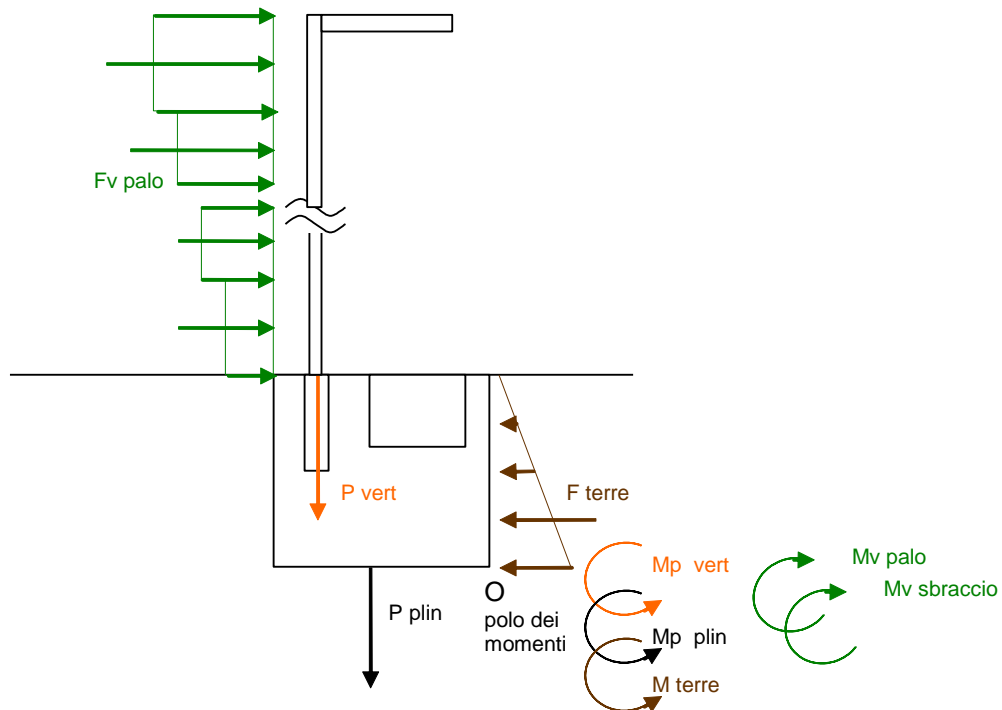 Fv palo
P vert
F terre
Mp vert
Mv palo
Mv sbraccio
O
polo dei
momenti
P plin
Mp plin
M terre